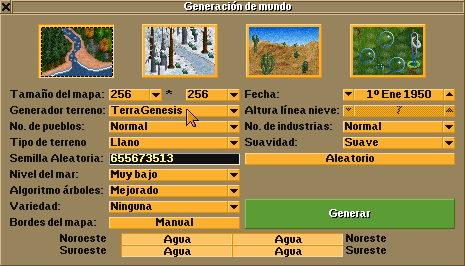 Generación de mundo
Tamaño del mapa: 256 * 256 Fecha: 1º Ene 1950
Generador terreno: TerraGenesis Altura línea nieve: 7
No. de pueblos: Normal No. de industrias: Normal
Tipo de terreno Llano Suavidad: Suave
Semilla Aleatoria: 655673513 Aleatorio
Nivel del mar: Muy bajo
Algoritmo árboles: Mejorado
Variedad: Ninguna Generar
Bordes del mapa: Manual
Noroeste Agua Agua Noreste
Suroeste Agua Agua Sureste